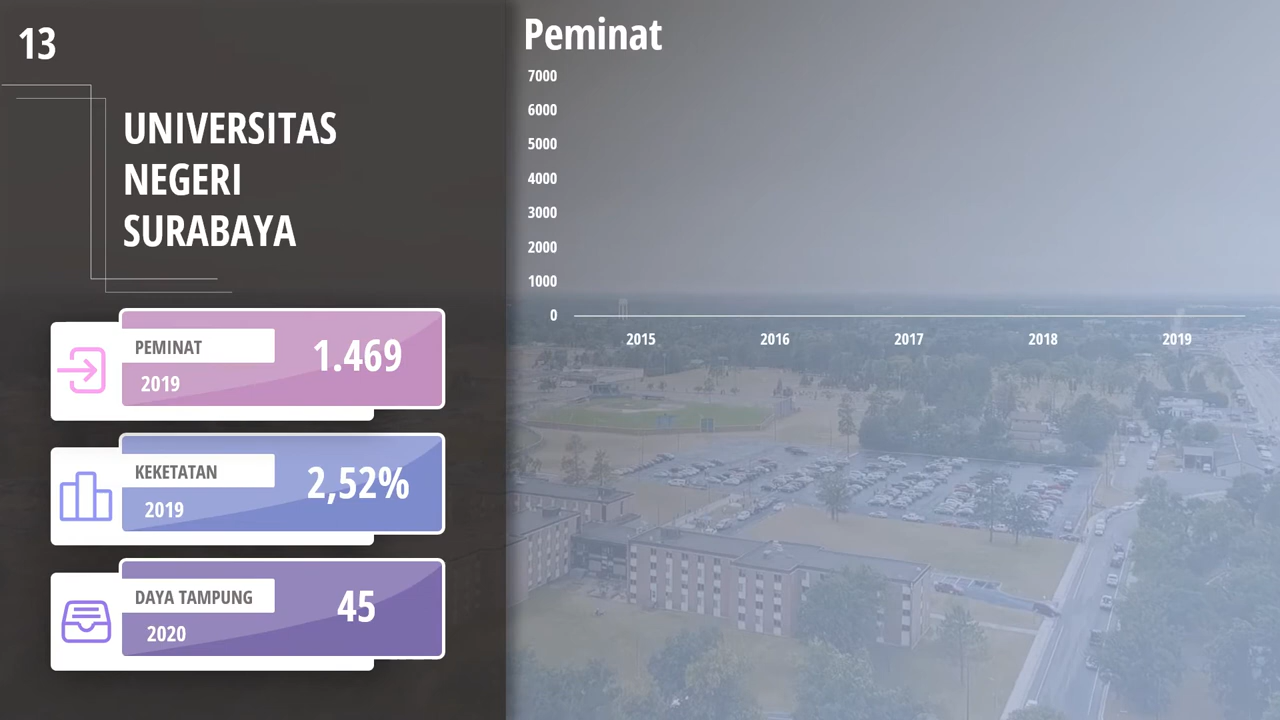 13
UNIVERSITAS
NEGERI
SURABAYA
PEMINAT
1.469
2019
KEKETATAN
2,52%
2019
DAYA TAMPUNG
45
2020
Peminat
7000
6000
5000
4000
3000
2000
1000
0
2015 2016 2017 2018 2019